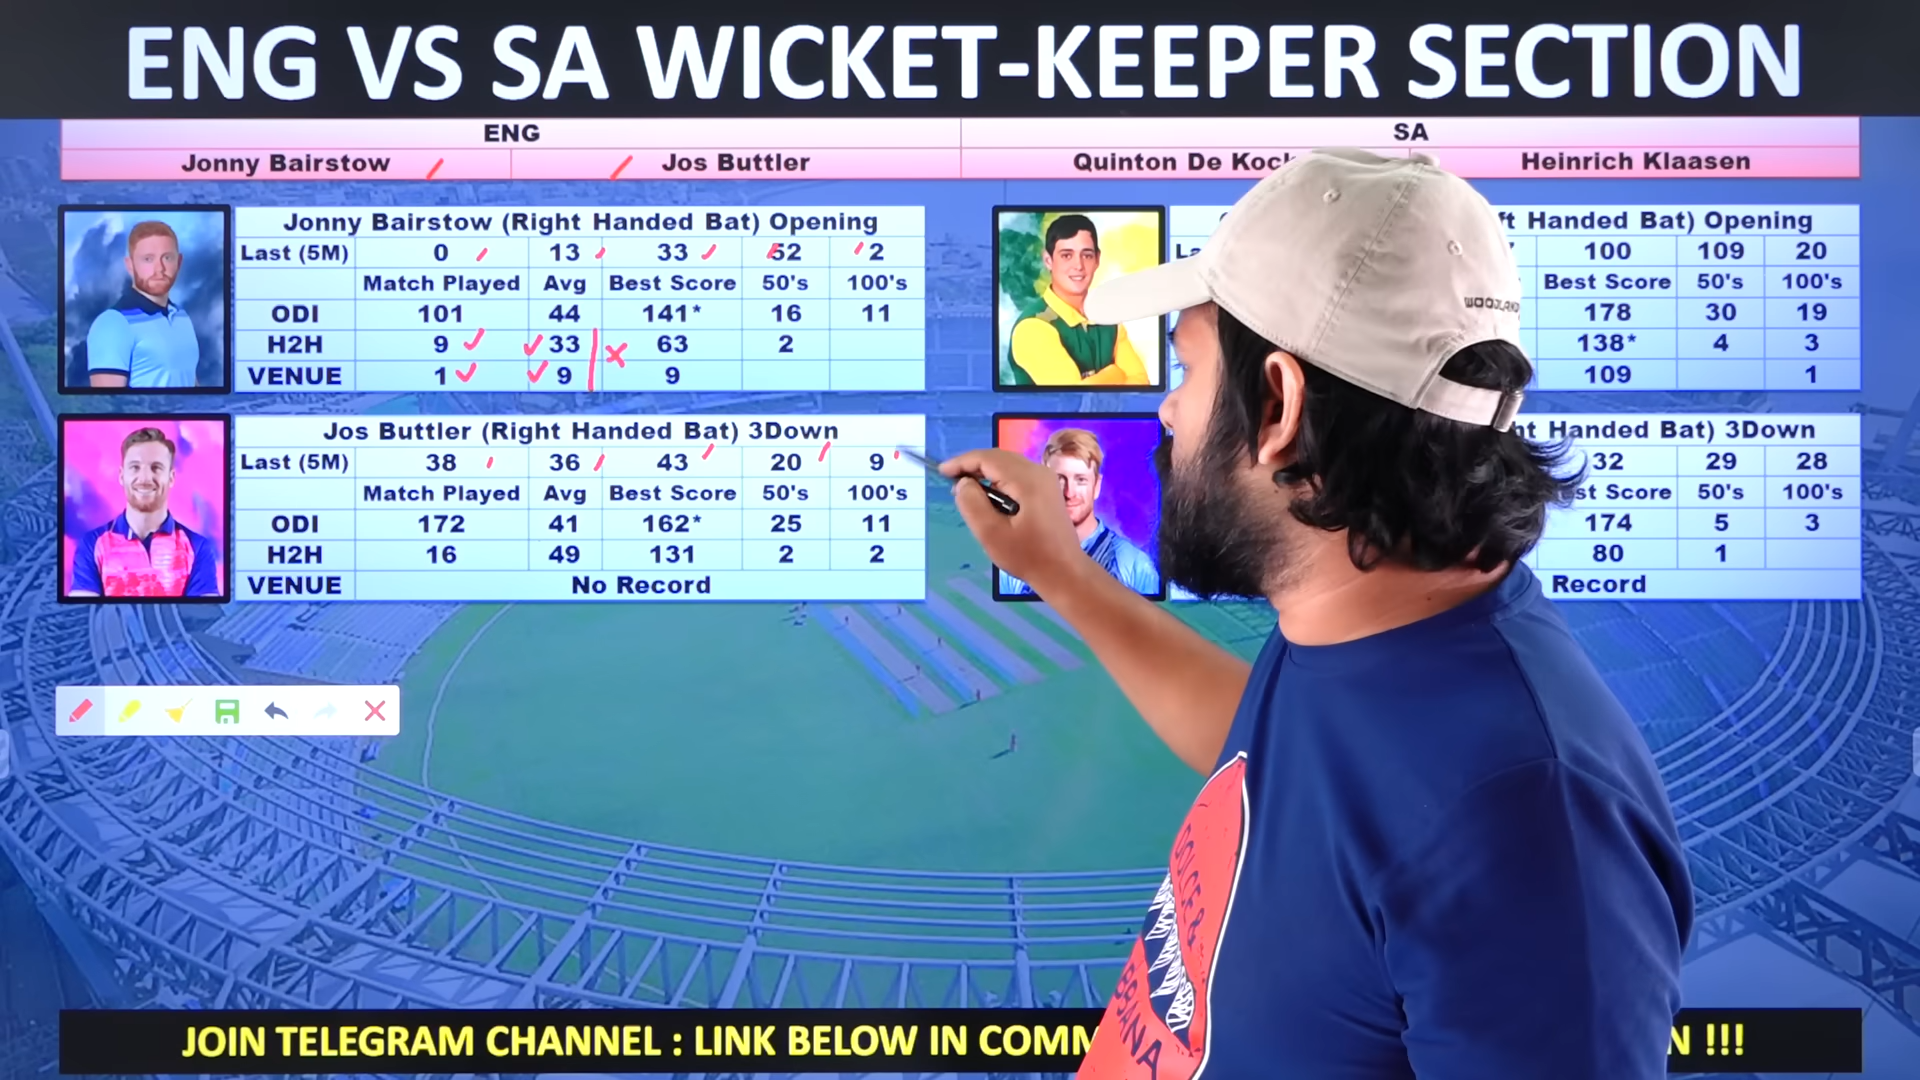 ENG VS SA WICKET-KEEPER SECTION
ENG SA
Jonny Bairstow Jos Buttler Quinton De Kock Heinrich Klaasen
Jonny Bairstow (Right Handed Bat) Opening
Last (5M) 0 13 33 52 2
Match Played Avg Best Score 50's 100's
ODI 101 44 141* 16 11
H2H 9 33 63 2
VENUE 1 9 9
Handed Bat) Opening
100 109 20
Best Score 50's 100's
178 30 19
138* 4 3
109 1
Jos Buttler (Right Handed Bat) 3Down
Last (5M) 38 36 43 20 9
Match Played Avg Best Score 50's 100's
ODI 172 41 162* 25 11
H2H 16 49 131 2 2
VENUE No Record
Handed Bat) 3Down
32 29 28
Score 50's 100's
174 5 3
80 1
Record
WOODLAND
JOIN TELEGRAM CHANNEL : LINK BELOW IN !!!